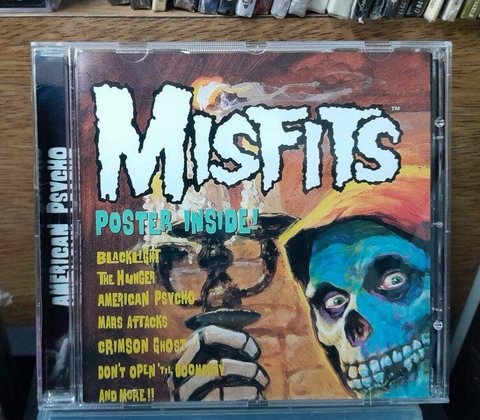 MISFITS
™
POSTER INSIDE!
BLACKLIGHT
THE HUNGER
AMERICAN PSYCHO
MARS ATTACKS
CRIMSON GHOST
DON'T OPEN 'TIL DOOMSDAY
AND MORE!!
AMERICAN PSYCHO